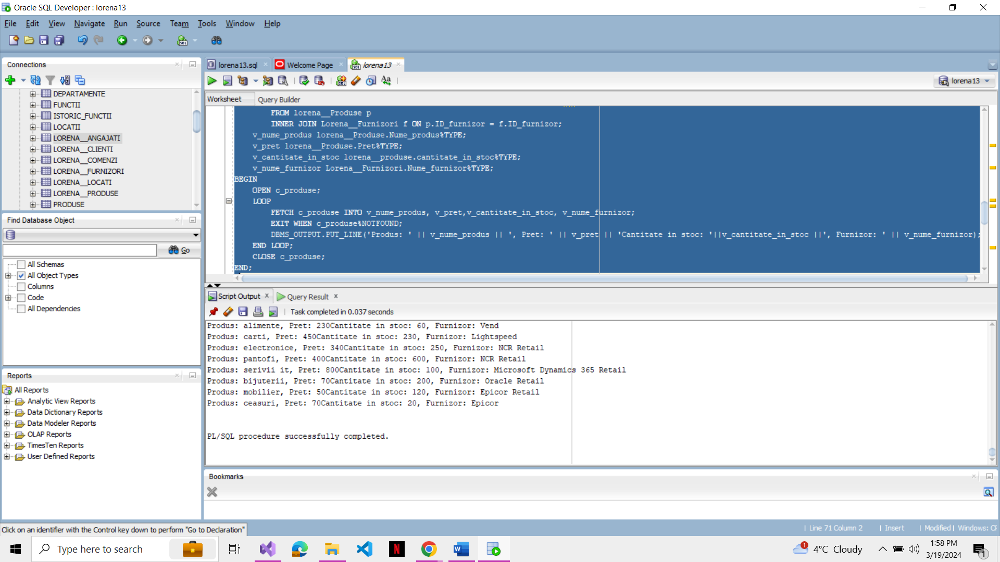 Oracle SQL Developer : lorena13
File Edit View Navigate Run Source Team Tools Window Help
Connections
DEPARTAMENTE
FUNCTII
ISTORIC_FUNCTII
LOCATII
LORENA__ANGAJATI
LORENA__CLIENTI
LORENA__COMENZI
LORENA__FURNIZORI
LORENA__LOCATI
LORENA__PRODUSE
PRODUSE
Find Database Object
Go
All Schemas
All Object Types
Columns
Code
All Dependencies
Reports
All Reports
Analytic View Reports
Data Dictionary Reports
Data Modeler Reports
OLAP Reports
TimesTen Reports
User Defined Reports
lorena13.sql Welcome Page lorena13
lorena13
Worksheet Query Builder
FROM lorena__Produse p
INNER JOIN Lorena__Furnizori f ON p.ID_furnizor = f.ID_furnizor;
v_nume_produs lorena__Produse.Nume_produs%TYPE;
v_pret lorena__Produse.Pret%TYPE;
v_cantitate_in_stoc lorena__produse.cantitate_in_stoc%TYPE;
v_nume_furnizor Lorena__Furnizori.Nume_furnizor%TYPE;
BEGIN
OPEN c_produse;
LOOP
FETCH c_produse INTO v_nume_produs, v_pret,v_cantitate_in_stoc, v_nume_furnizor;
EXIT WHEN c_produse%NOTFOUND;
DBMS_OUTPUT.PUT_LINE('Produs: ' || v_nume_produs || ', Pret: ' || v_pret || 'Cantitate in stoc: '||v_cantitate_in_stoc ||', Furnizor: ' || v_nume_furnizor);
END LOOP;
CLOSE c_produse;
END;
Script Output Query Result
Task completed in 0.037 seconds
Produs: alimente, Pret: 230Cantitate in stoc: 60, Furnizor: Vend
Produs: carti, Pret: 450Cantitate in stoc: 230, Furnizor: Lightspeed
Produs: electronice, Pret: 340Cantitate in stoc: 250, Furnizor: NCR Retail
Produs: pantofi, Pret: 400Cantitate in stoc: 600, Furnizor: NCR Retail
Produs: serivii it, Pret: 800Cantitate in stoc: 100, Furnizor: Microsoft Dynamics 365 Retail
Produs: bijuterii, Pret: 70Cantitate in stoc: 200, Furnizor: Oracle Retail
Produs: mobilier, Pret: 50Cantitate in stoc: 120, Furnizor: Epicor Retail
Produs: ceasuri, Pret: 70Cantitate in stoc: 20, Furnizor: Epicor
PL/SQL procedure successfully completed.
Bookmarks
Click on an identifier with the Control key down to perform "Go to Declaration"
Line 71 Column 2 | Insert | Modified | Windows: CF
Type here to search
1
4°C Cloudy
1:58 PM
3/19/2024
1